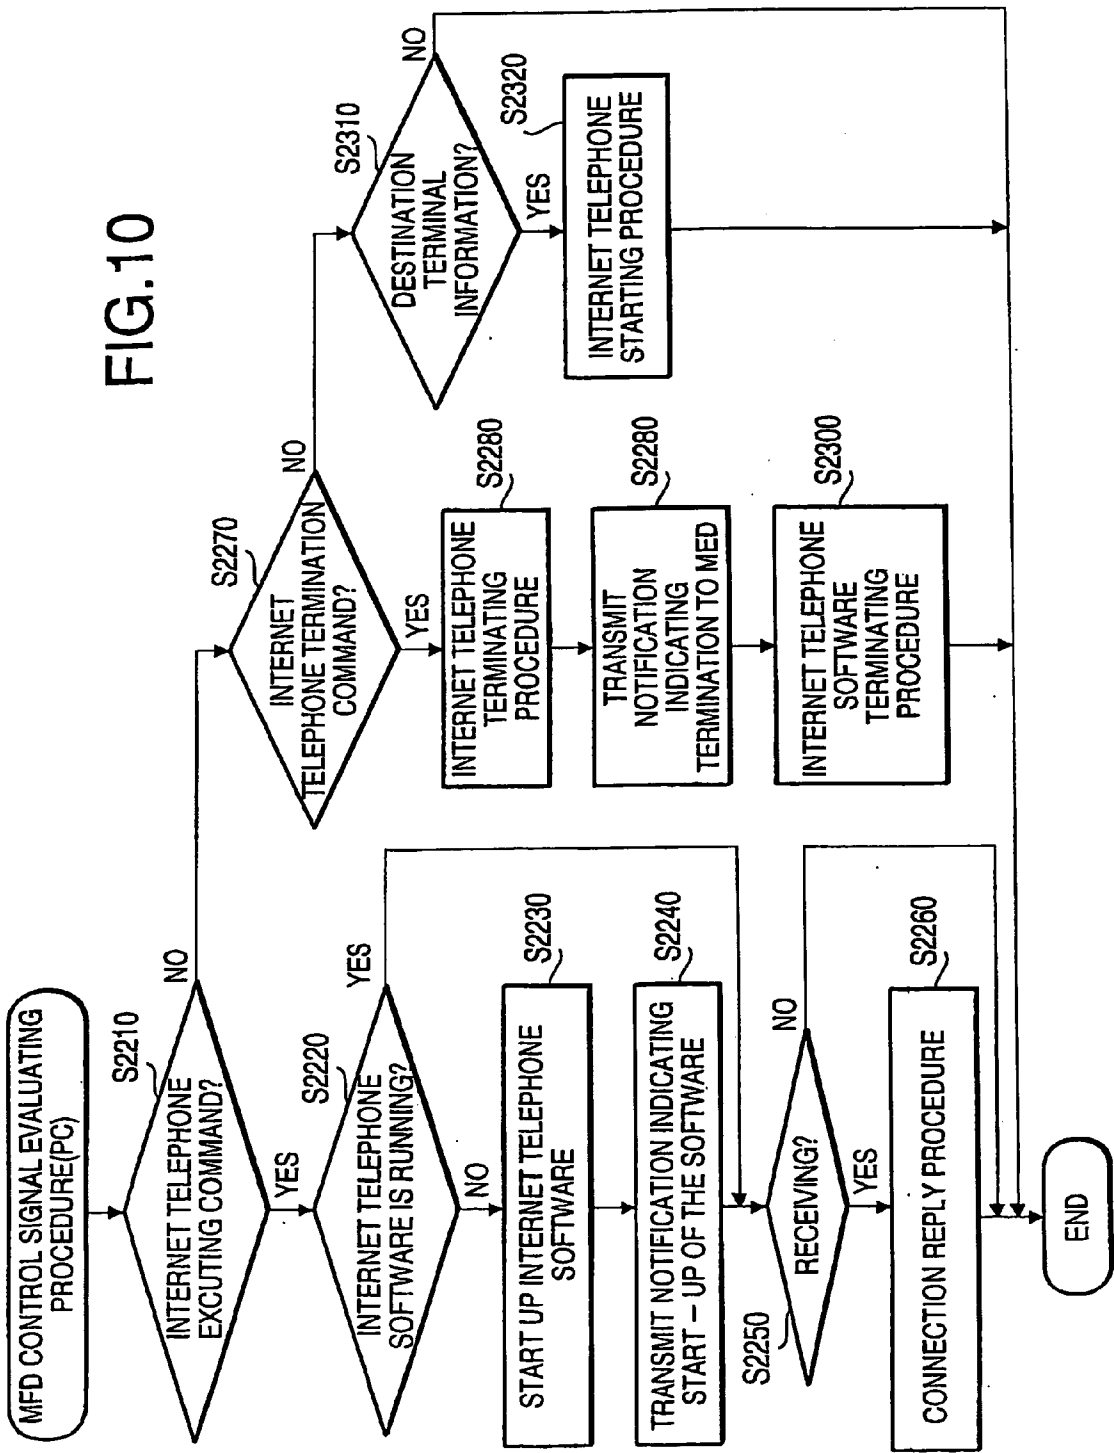 FIG.10
MFD CONTROL SIGNAL EVALUATING
PROCEDURE(PC)
S2210
INTERNET TELEPHONE
EXCUTING COMMAND?
NO
YES
S2220
INTERNET TELEPHONE
SOFTWARE IS RUNNING?
YES
NO
S2230
START UP INTERNET TELEPHONE
SOFTWARE
S2240
TRANSMIT NOTIFICATION INDICATING
START – UP OF THE SOFTWARE
S2250
RECEIVING?
NO
YES
S2260
CONNECTION REPLY PROCEDURE
END
S2270
INTERNET
TELEPHONE TERMINATION
COMMAND?
NO
YES
S2280
INTERNET TELEPHONE
TERMINATING
PROCEDURE
S2280
TRANSMIT
NOTIFICATION
INDICATING
TERMINATION TO MED
S2300
INTERNET TELEPHONE
SOFTWARE
TERMINATING
PROCEDURE
S2310
DESTINATION
TERMINAL
INFORMATION?
NO
YES
S2320
INTERNET TELEPHONE
STARTING PROCEDURE